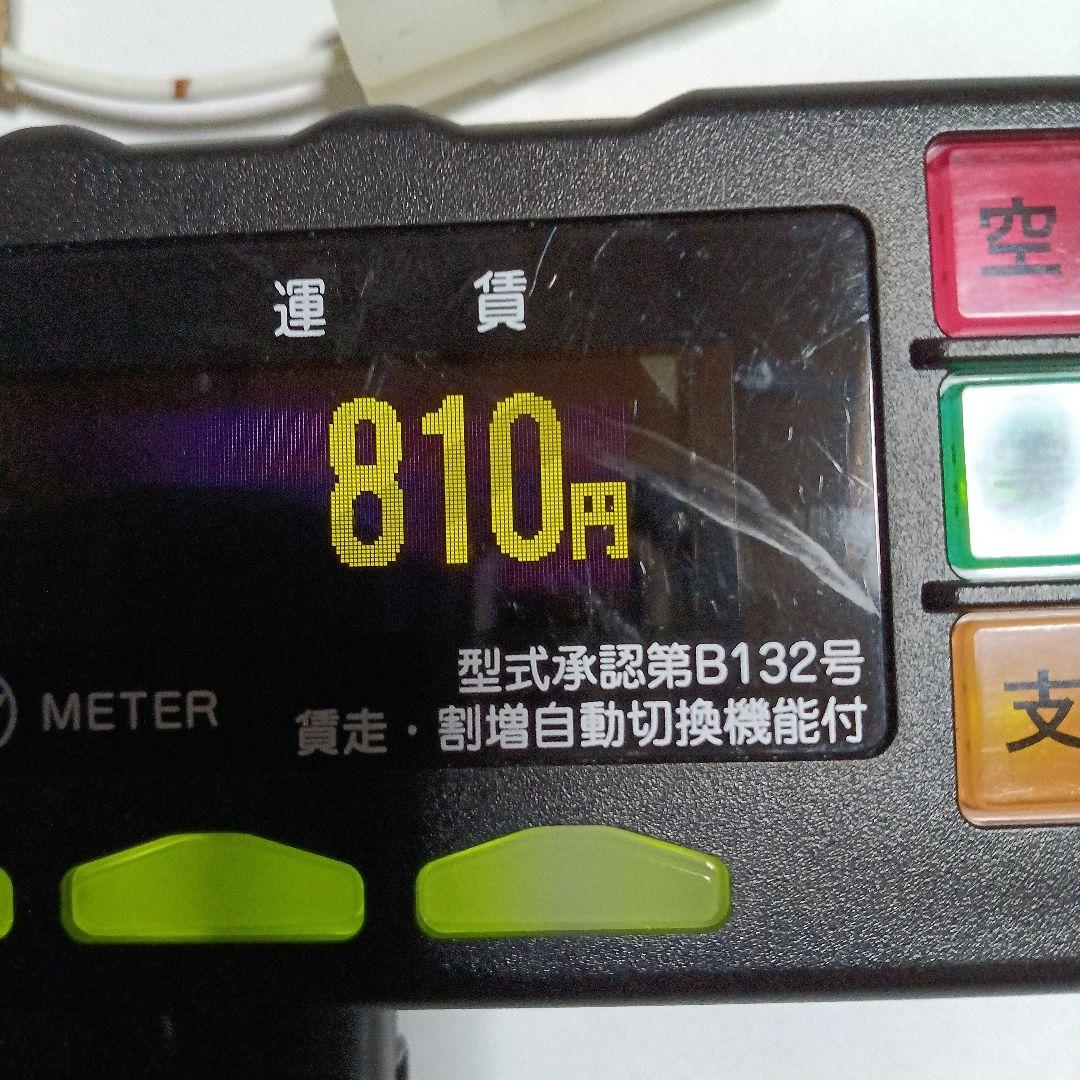 運賃
810円
型式承認第B132号
METER
賃走・割増自動切換機能付
空
支